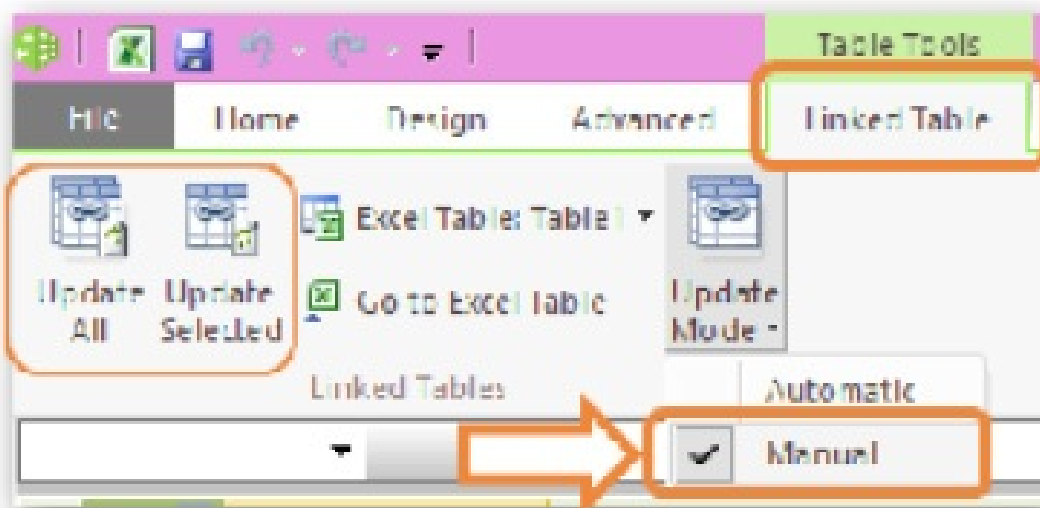 Table Tools
File Home Design Advanced Linked Table
Update All
Update Selected
Excel Table: Table
Go to Excel Table
Update Mode
Linked Tables
Automatic
Manual